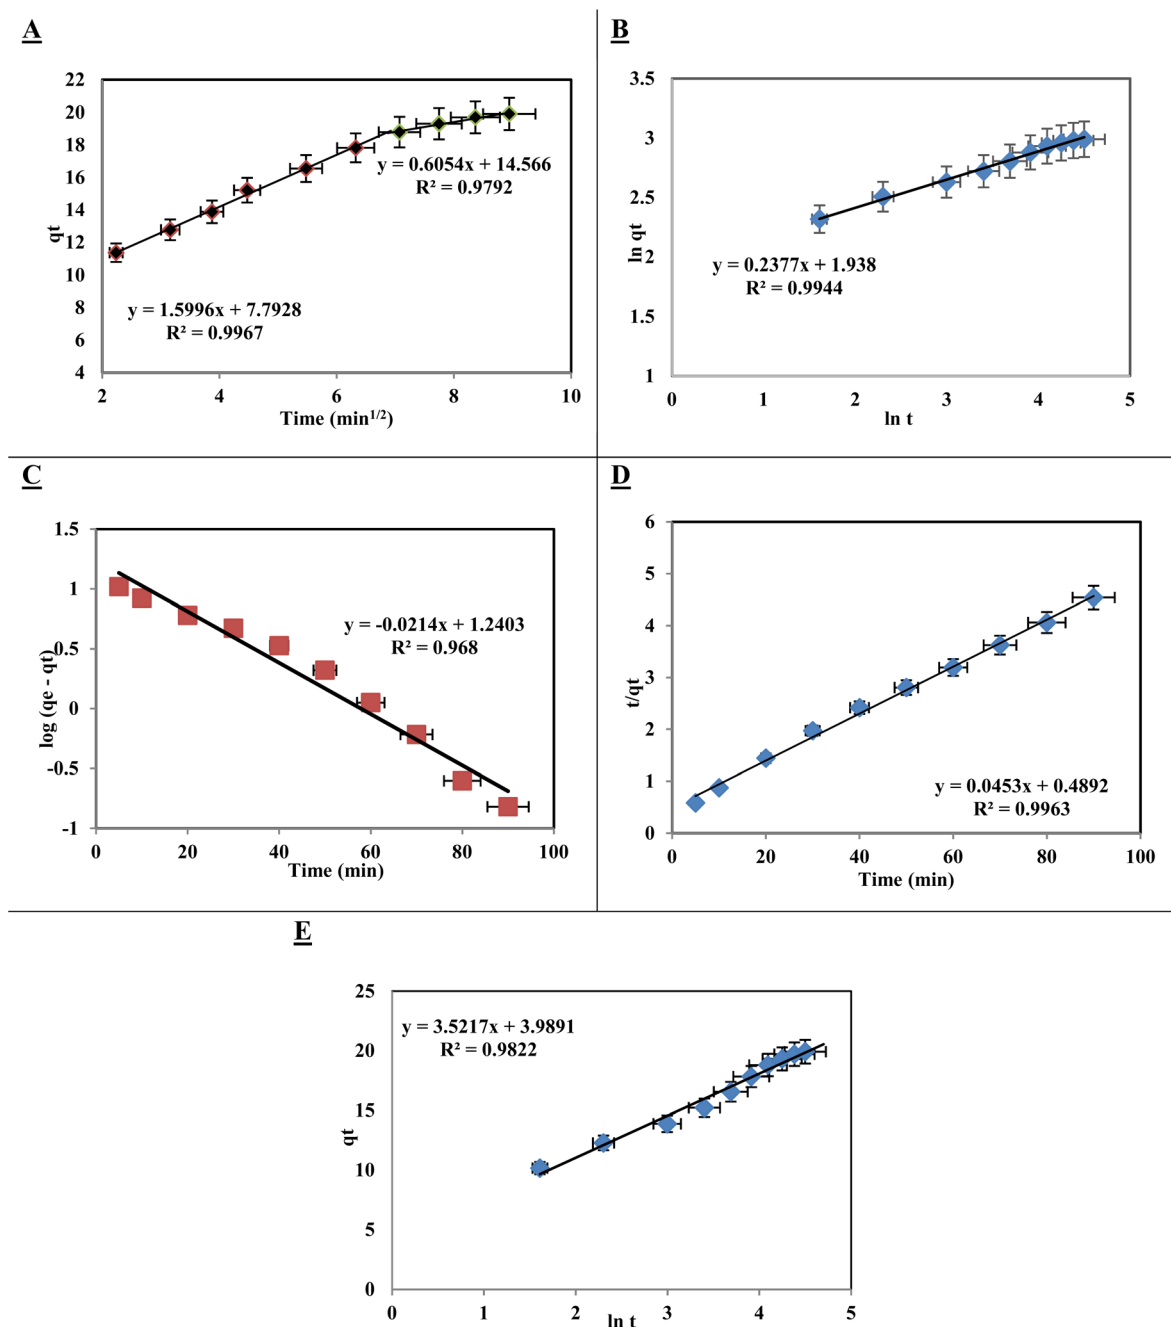 A
qt
22
20
18
16
14
12
10
8
6
4
y = 0.6054x + 14.566
R² = 0.9792
y = 1.5996x + 7.7928
R² = 0.9967
2 4 6 8 10
Time (min¹/²)
B
ln qt
3.5
3
2.5
2
1.5
1
y = 0.2377x + 1.938
R² = 0.9944
0 1 2 3 4 5
ln t
C
log (qe - qt)
1.5
1
0.5
0
-0.5
-1
y = -0.0214x + 1.2403
R² = 0.968
0 20 40 60 80 100
Time (min)
D
t/qt
6
5
4
3
2
1
0
y = 0.0453x + 0.4892
R² = 0.9963
0 20 40 60 80 100
Time (min)
E
qt
25
20
15
10
5
0
y = 3.5217x + 3.9891
R² = 0.9822
0 1 2 3 4 5
ln t